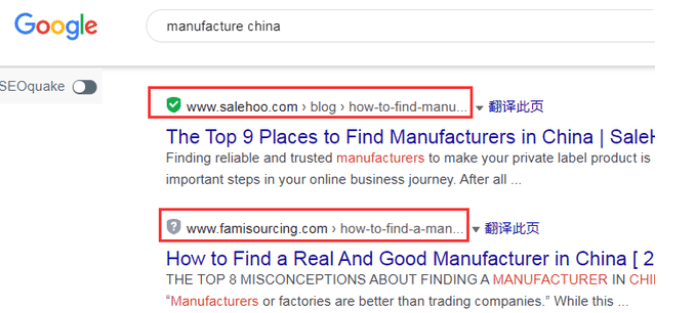 Google
manufacture china
SEOquake
www.salehoo.com › blog › how-to-find-manu... ▼ 翻译此页
The Top 9 Places to Find Manufacturers in China | Sale
Finding reliable and trusted manufacturers to make your private label product is
important steps in your online business journey. After all ...
www.famisourcing.com › how-to-find-a-man... ▼ 翻译此页
How to Find a Real And Good Manufacturer in China [ 2
THE TOP 8 MISCONCEPTIONS ABOUT FINDING A MANUFACTURER IN CHI
"Manufacturers or factories are better than trading companies." While this ...